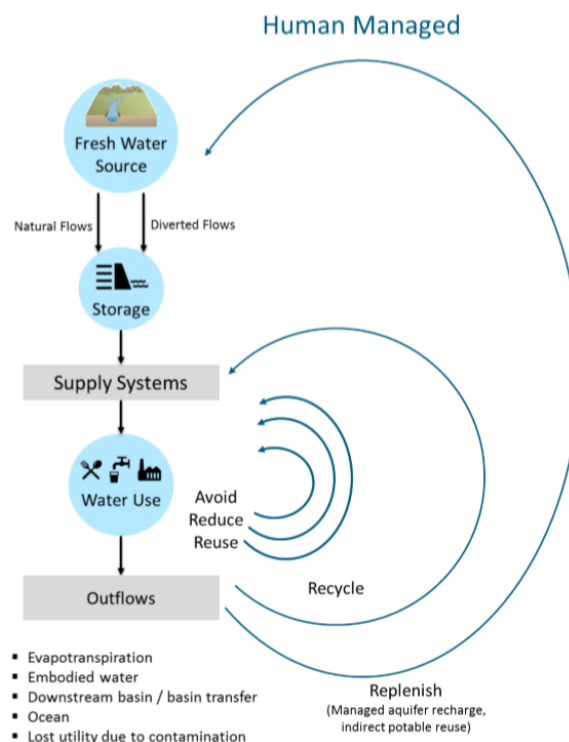 Human Managed
Fresh Water
Source
Natural Flows
Diverted Flows
Storage
Supply Systems
Water Use
Avoid
Reduce
Reuse
Outflows
Recycle
▪ Evapotranspiration
▪ Embodied water
▪ Downstream basin / basin transfer
▪ Ocean
▪ Lost utility due to contamination
Replenish
(Managed aquifer recharge,
indirect potable reuse)